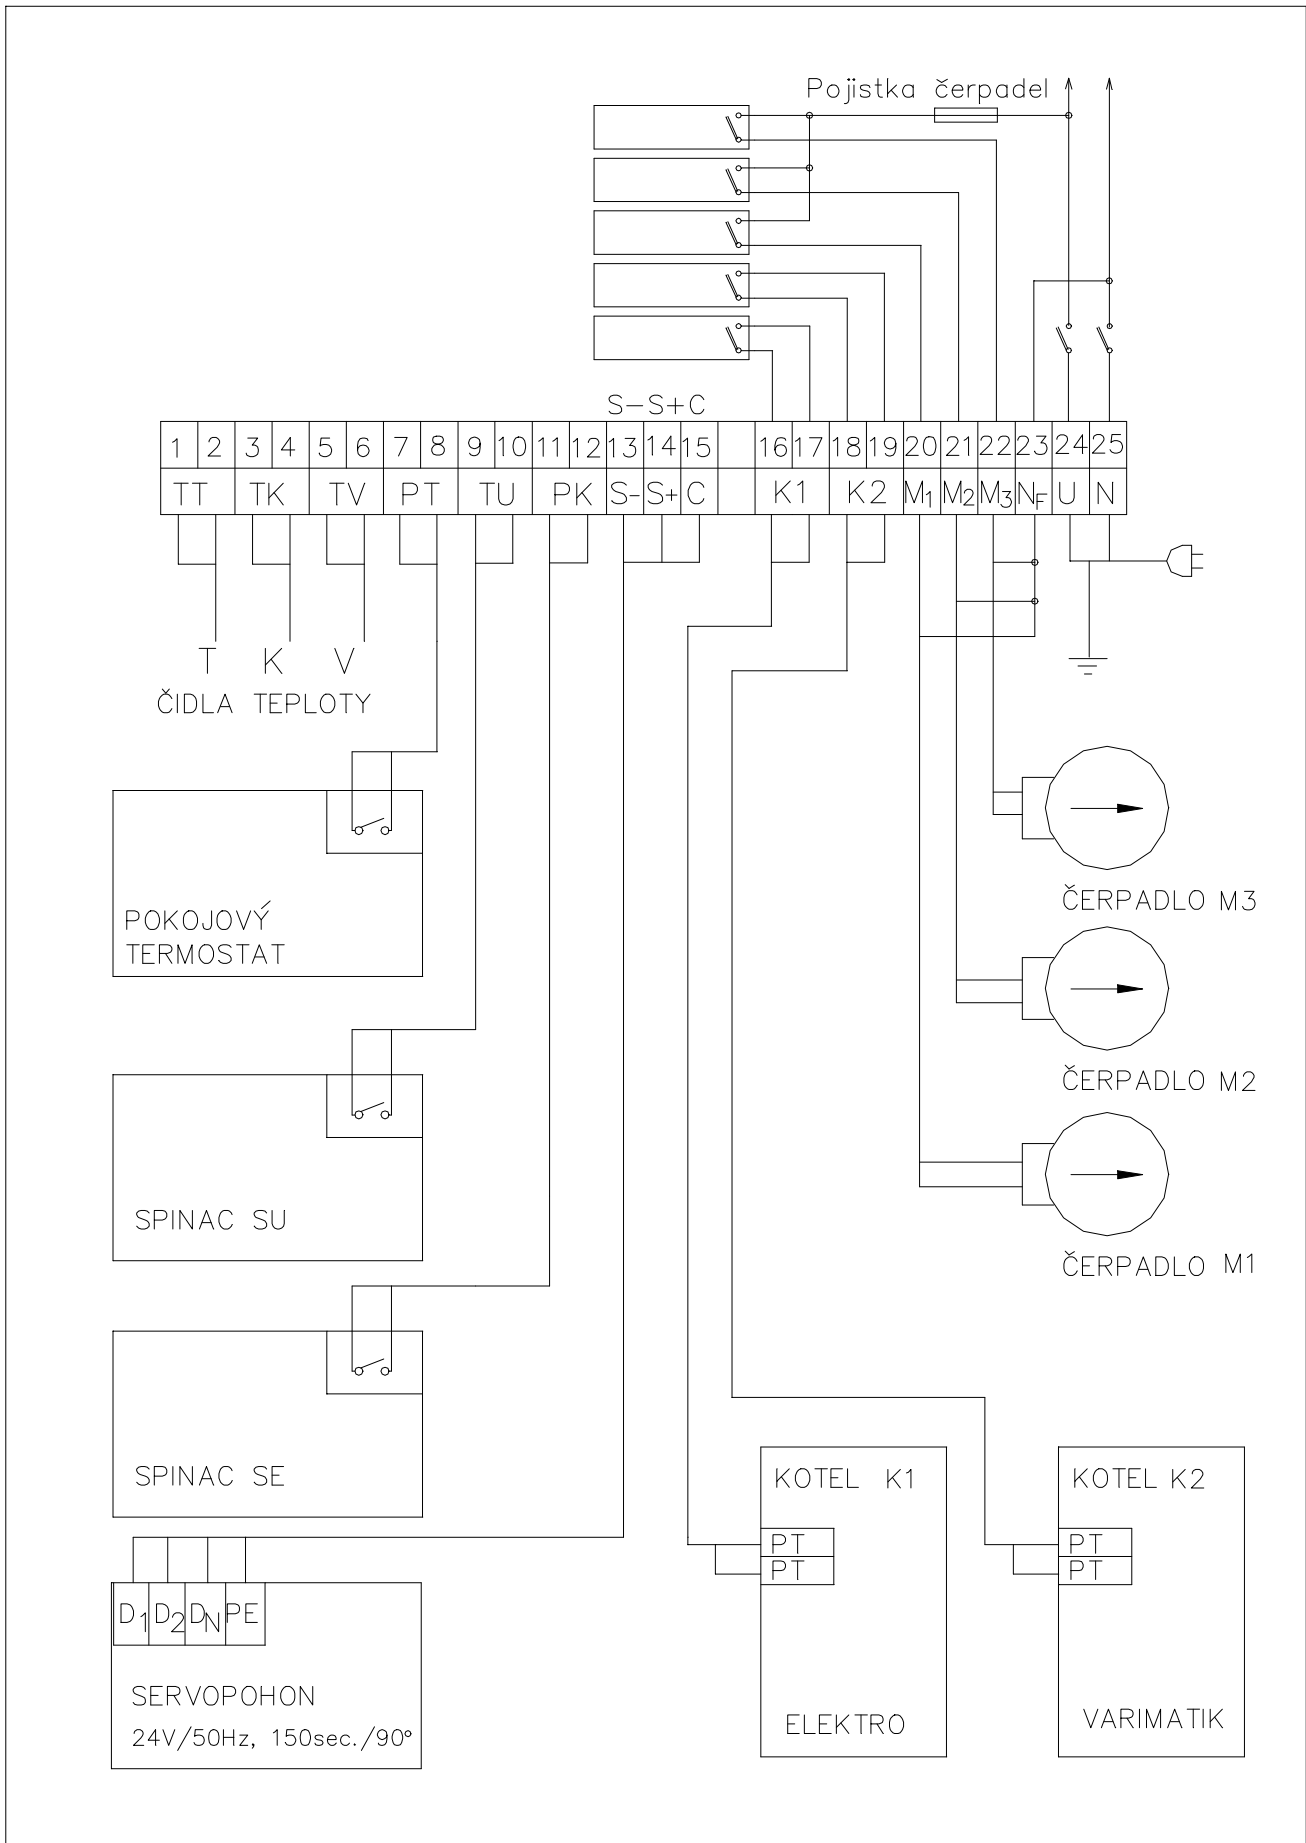 Pojistka čerpadel
S-S+C
1 2 3 4 5 6 7 8 9 10 11 12 13 14 15 16 17 18 19 20 21 22 23 24 25
TT TK TV PT TU PK S- S+ C K1 K2 M1 M2 M3 NF U N
T K V
ČIDLA TEPLOTY
POKOJOVÝ
TERMOSTAT
ČERPADLO M3
ČERPADLO M2
SPINAC SU
ČERPADLO M1
SPINAC SE
KOTEL K1
PT
PT
ELEKTRO
KOTEL K2
PT
PT
VARIMATIK
D1 D2 DN PE
SERVOPOHON
24V/50Hz, 150sec./90°